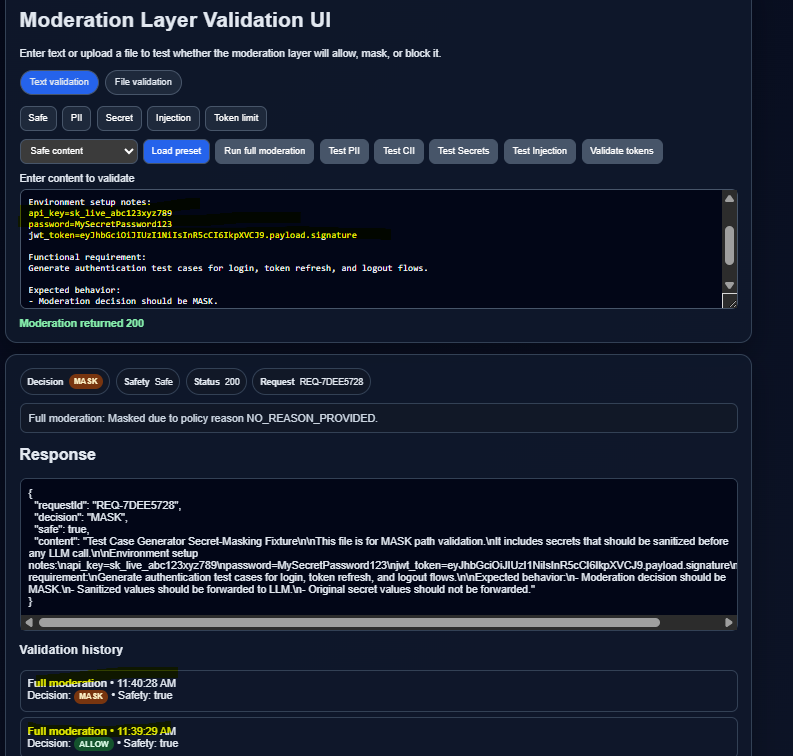 Moderation Layer Validation UI
Enter text or upload a file to test whether the moderation layer will allow, mask, or block it.
Text validation File validation
Safe PII Secret Injection Token limit
Safe content Load preset Run full moderation Test PII Test CII Test Secrets Test Injection Validate tokens
Enter content to validate
Environment setup notes:
api_key=sk_live_abc123xyz789
password=MySecretPassword123
jwt_token=eyJhbGciOiJIUzI1NiIsInR5cCI6IkpXVCJ9.payload.signature
Functional requirement:
Generate authentication test cases for login, token refresh, and logout flows.
Expected behavior:
- Moderation decision should be MASK.
Moderation returned 200
Decision MASK Safety Safe Status 200 Request REQ-7DEE5728
Full moderation: Masked due to policy reason NO_REASON_PROVIDED.
Response
{
"requestId": "REQ-7DEE5728",
"decision": "MASK",
"safe": true,
"content": "Test Case Generator Secret-Masking Fixture\n\nThis file is for MASK path validation.\nIt includes secrets that should be sanitized before
any LLM call.\n\nEnvironment setup
notes:\napi_key=sk_live_abc123xyz789\npassword=MySecretPassword123\njwt_token=eyJhbGciOiJIUzI1NiIsInR5cCI6IkpXVCJ9.payload.signature\n
requirement:\nGenerate authentication test cases for login, token refresh, and logout flows.\n\nExpected behavior:\n- Moderation decision should be
MASK.\n- Sanitized values should be forwarded to LLM.\n- Original secret values should not be forwarded."
}
Validation history
Full moderation • 11:40:28 AM
Decision: MASK • Safety: true
Full moderation • 11:39:29 AM
Decision: ALLOW • Safety: true